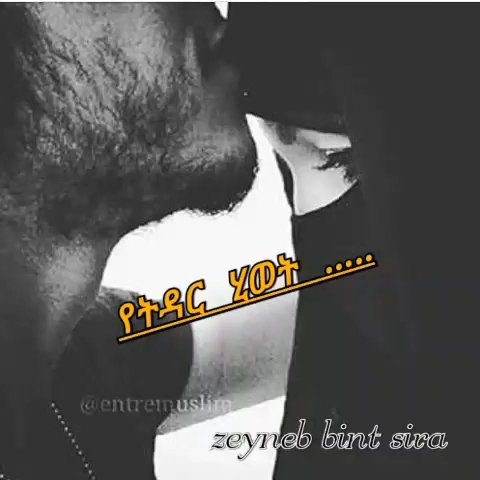 የትዳር ሂወት .....
@entremuslim
zeyneb bint sira